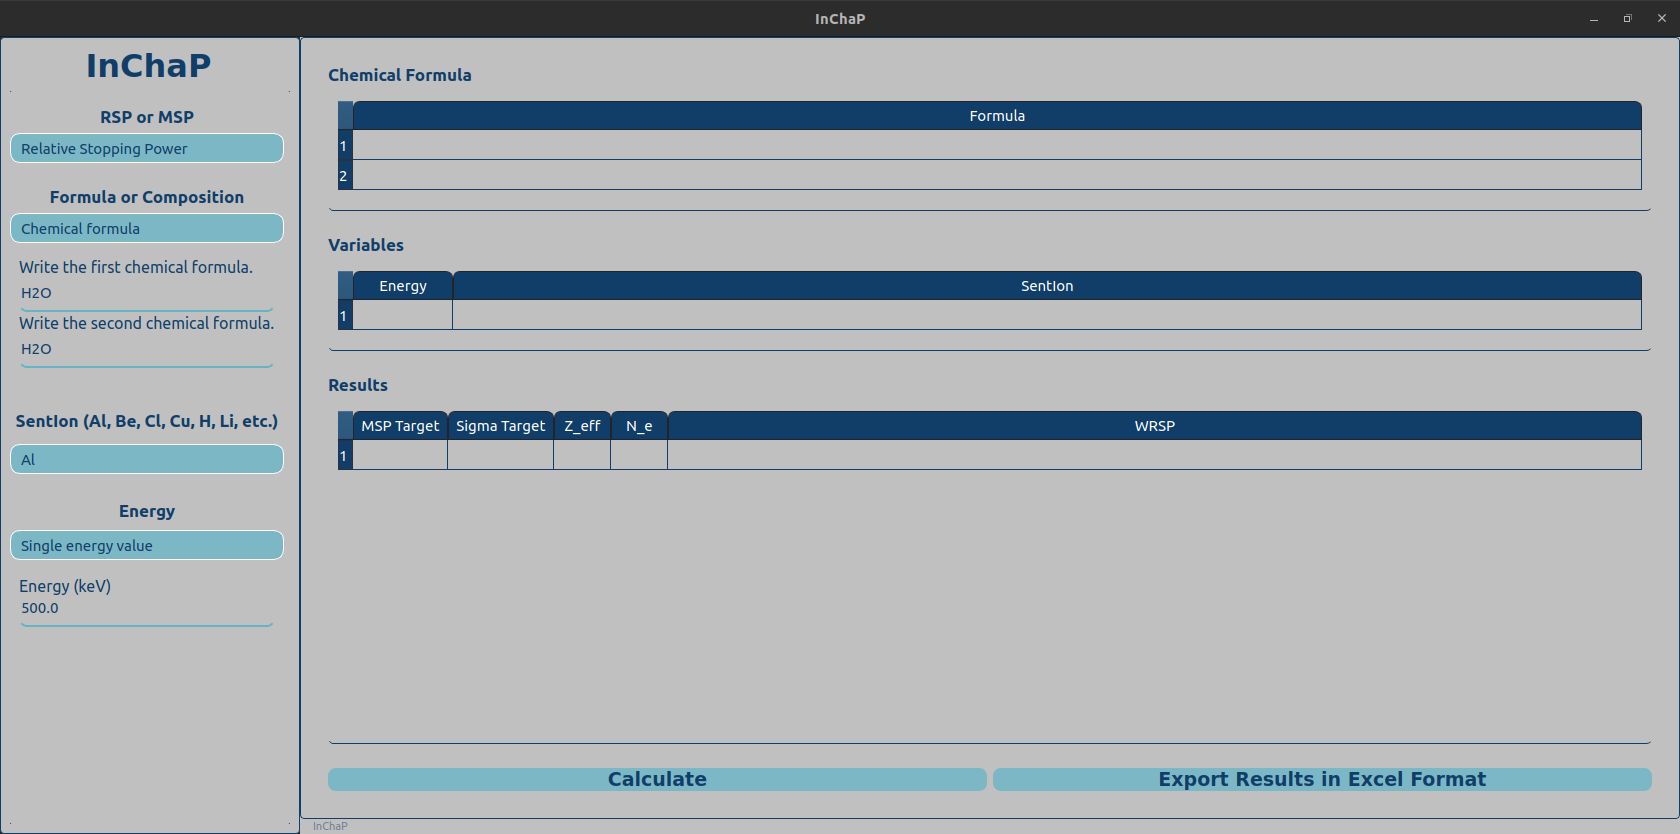 InChaP
InChaP
RSP or MSP
Relative Stopping Power
Formula or Composition
Chemical formula
Write the first chemical formula.
H2O
Write the second chemical formula.
H2O
SentIon (Al, Be, Cl, Cu, H, Li, etc.)
Al
Energy
Single energy value
Energy (keV)
500.0
Chemical Formula
Formula
1
2
Variables
Energy SentIon
1
Results
MSP Target Sigma Target Z_eff N_e WRSP
1
Calculate Export Results in Excel Format
InChaP